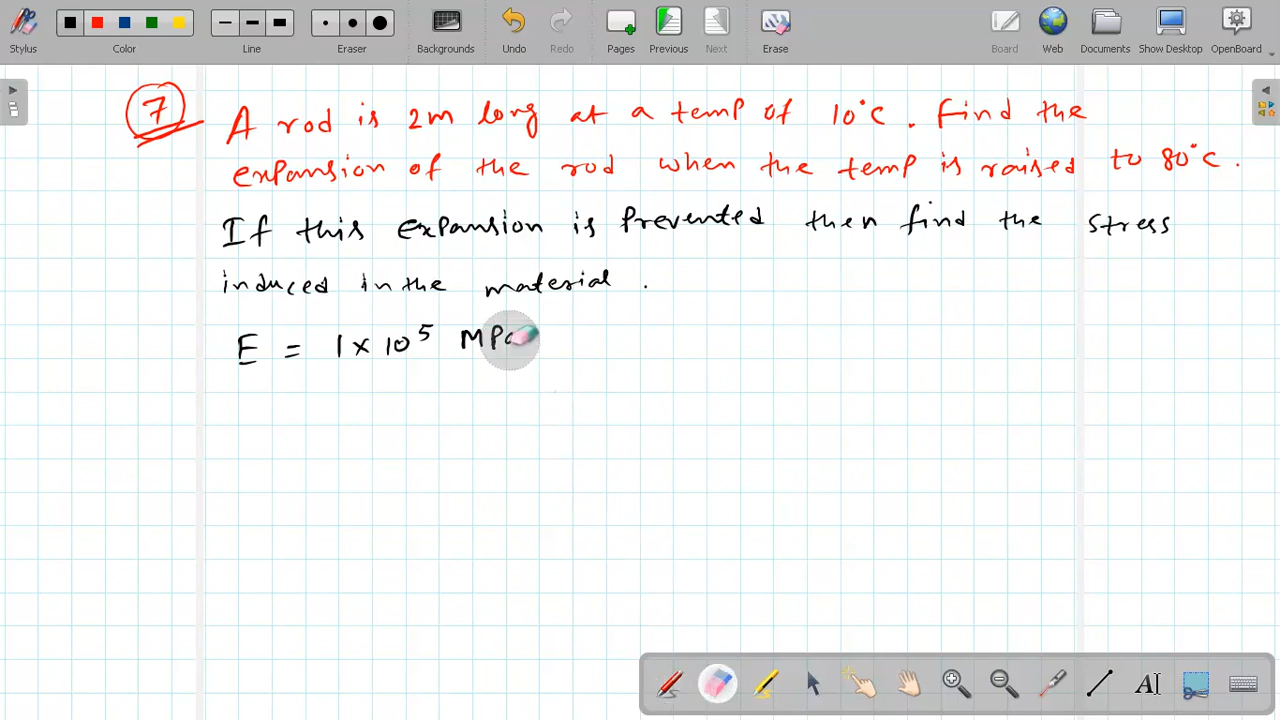 Stylus Color Line Eraser Backgrounds Undo Redo Pages Previous Next Erase Board Web Documents Show Desktop OpenBoard
7 A rod is 2m long at a temp of 10°C. Find the
expansion of the rod when the temp is raised to 80°C.
If this expansion is Prevented then find the stress
induced in the material.
E = 1 × 10⁵ MPa
AI